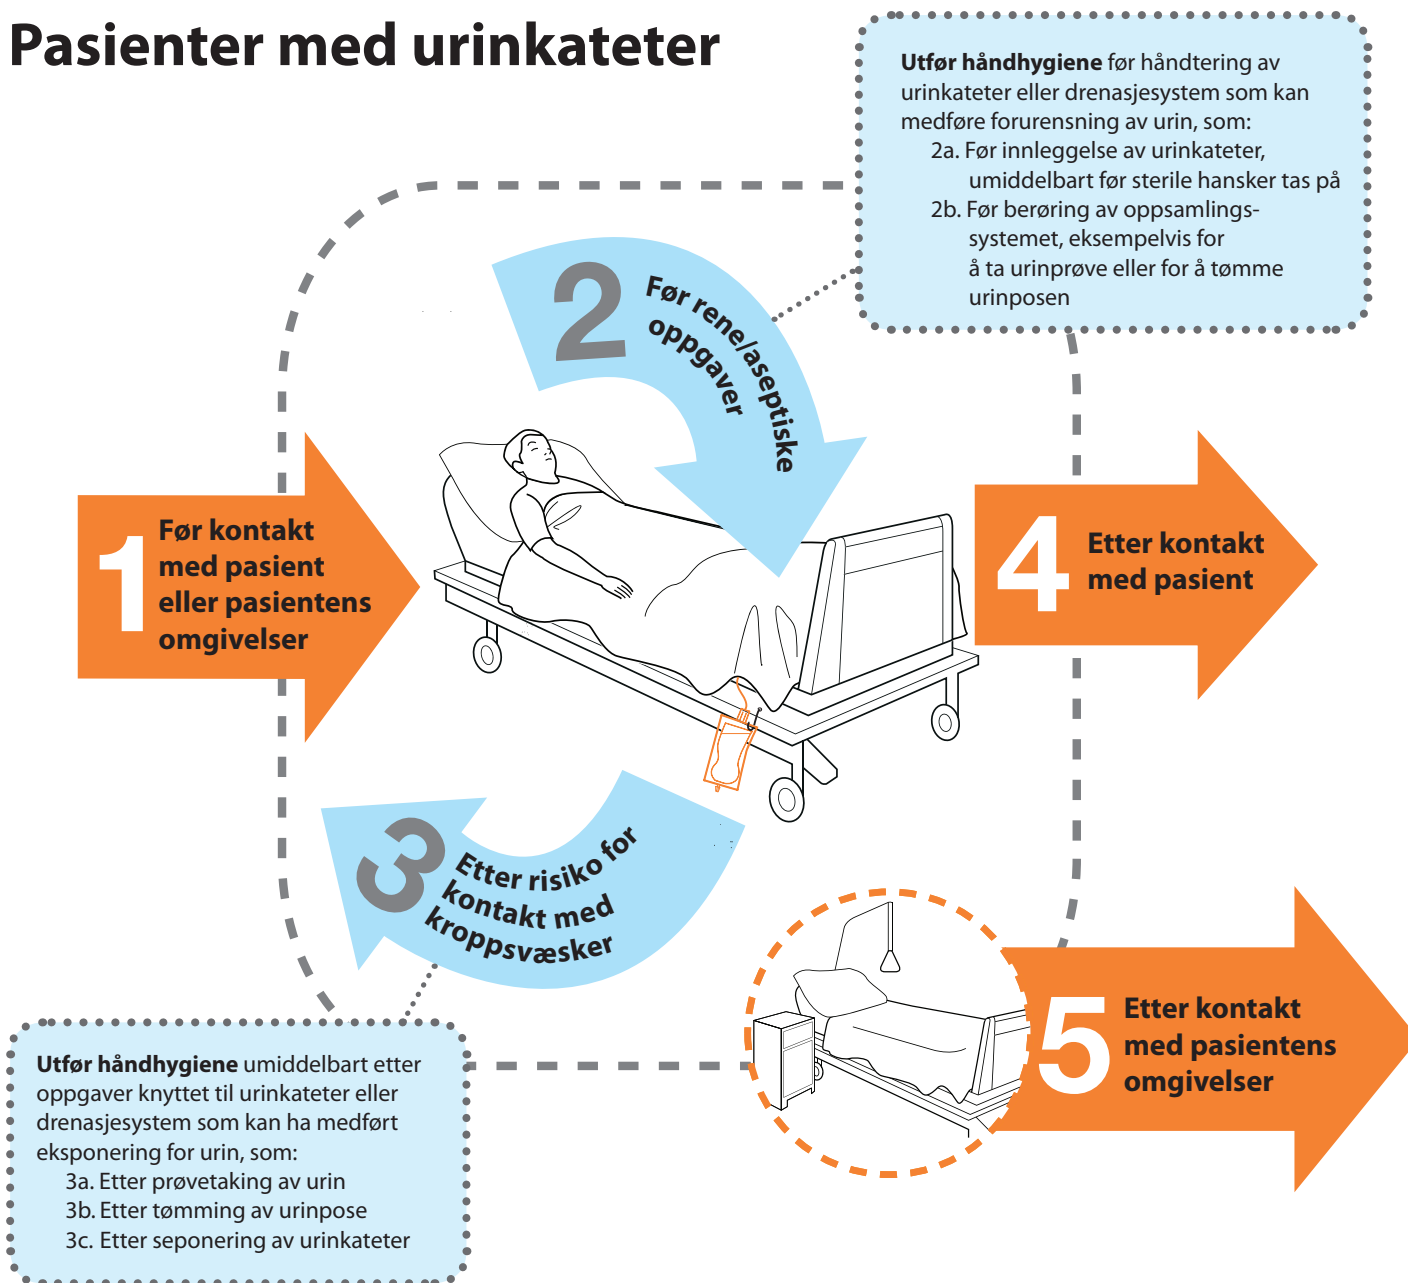 Pasienter med urinkateter
Utfør håndhygiene før håndtering av
urinkateter eller drenasjesystem som kan
medføre forurensning av urin, som:
2a. Før innleggelse av urinkateter,
umiddelbart før sterile hansker tas på
2b. Før berøring av oppsamlings-
systemet, eksempelvis for
å ta urinprøve eller for å tømme
urinposen
2
Før rene/aseptiske
oppgaver
1
Før kontakt
med pasient
eller pasientens
omgivelser
4
Etter kontakt
med pasient
3
Etter risiko for
kontakt med
kroppsvæsker
5
Etter kontakt
med pasientens
omgivelser
Utfør håndhygiene umiddelbart etter
oppgaver knyttet til urinkateter eller
drenasjesystem som kan ha medført
eksponering for urin, som:
3a. Etter prøvetaking av urin
3b. Etter tømming av urinpose
3c. Etter seponering av urinkateter